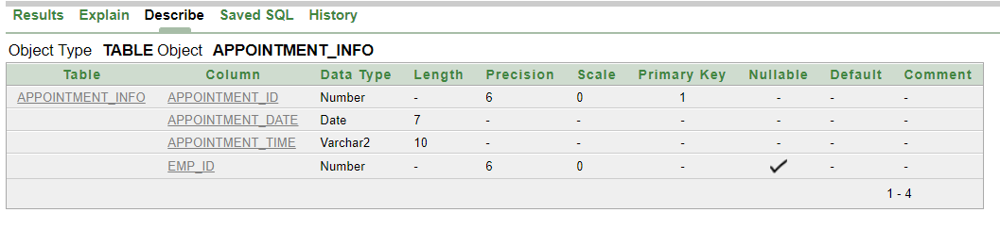 Results Explain Describe Saved SQL History
Object Type TABLE Object APPOINTMENT_INFO
Table Column Data Type Length Precision Scale Primary Key Nullable Default Comment
APPOINTMENT_INFO APPOINTMENT_ID Number - 6 0 1 - - -
APPOINTMENT_DATE Date 7 - - - - - -
APPOINTMENT_TIME Varchar2 10 - - - - - -
EMP_ID Number - 6 0 - ✓ - -
1 - 4